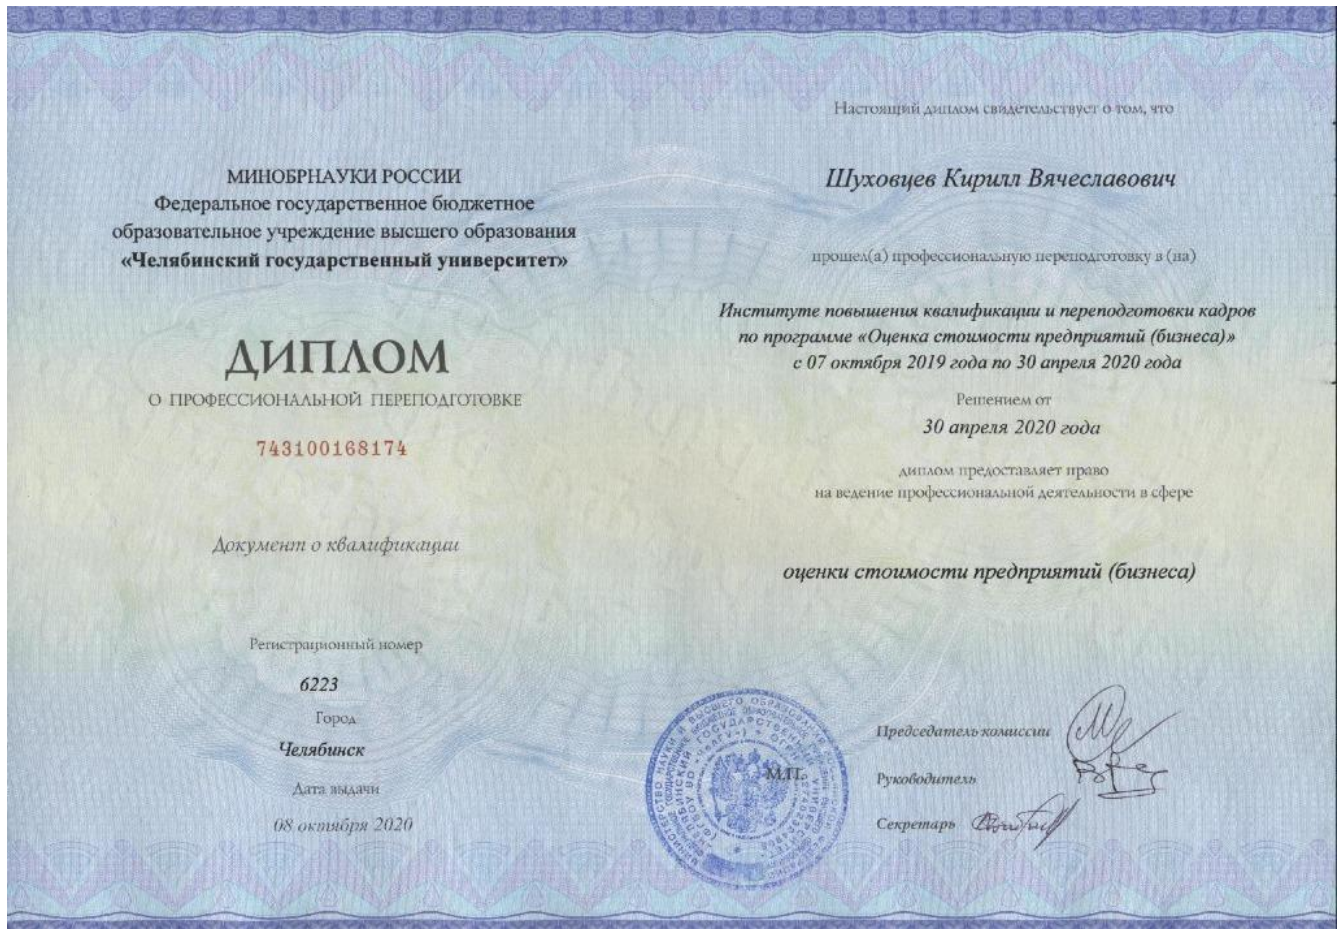 МИНОБРНАУКИ РОССИИ
Федеральное государственное бюджетное
образовательное учреждение высшего образования
«Челябинский государственный университет»
ДИПЛОМ
О ПРОФЕССИОНАЛЬНОЙ ПЕРЕПОДГОТОВКЕ
743100168174
Документ о квалификации
Регистрационный номер
6223
Город
Челябинск
Дата выдачи
08 октября 2020
Настоящий диплом свидетельствует о том, что
Шуховцев Кирилл Вячеславович
прошел(а) профессиональную переподготовку в (на)
Институте повышения квалификации и переподготовки кадров
по программе «Оценка стоимости предприятий (бизнеса)»
с 07 октября 2019 года по 30 апреля 2020 года
Решением от
30 апреля 2020 года
диплом предоставляет право
на ведение профессиональной деятельности в сфере
оценки стоимости предприятий (бизнеса)
М.П.
Председатель комиссии
Руководитель
Секретарь